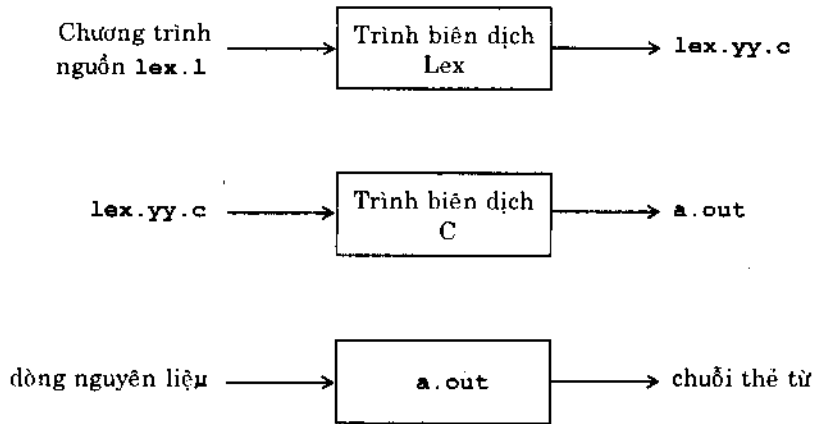 Chương trình
nguồn lex.l
Trình biên dịch
Lex
lex.yy.c
lex.yy.c
Trình biên dịch
C
a.out
dòng nguyên liệu
a.out
chuỗi thẻ từ